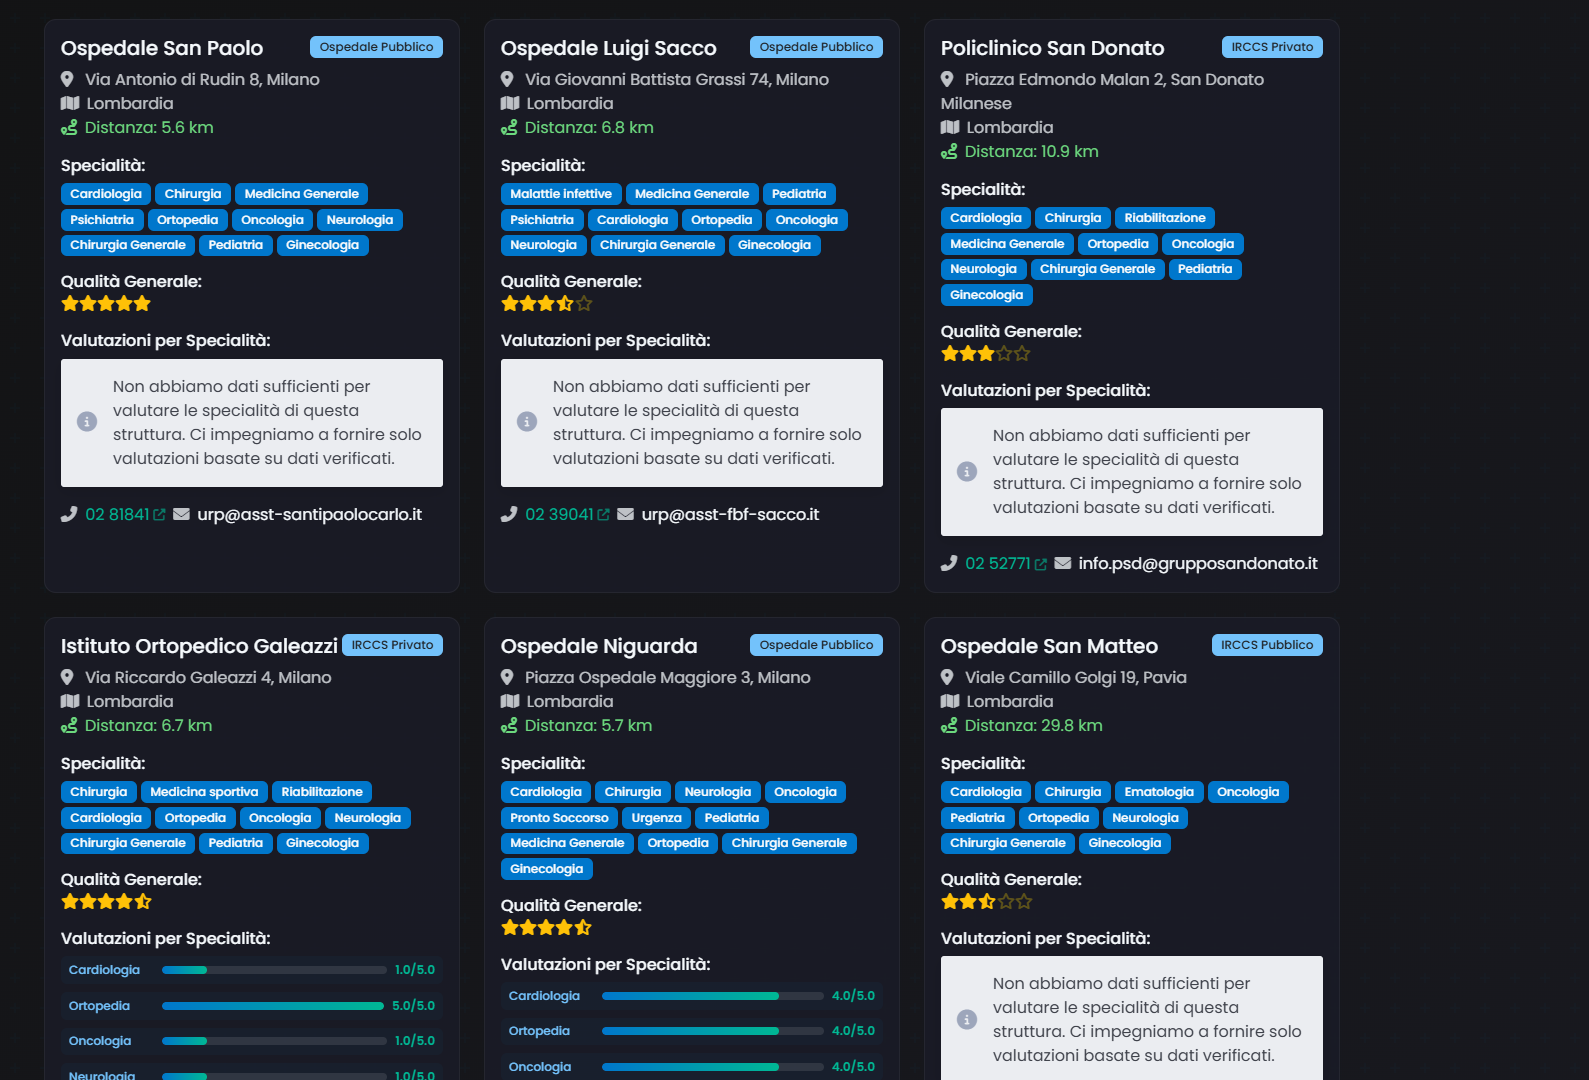 Ospedale San Paolo
Ospedale Pubblico
Via Antonio di Rudin 8, Milano
Lombardia
Distanza: 5.6 km
Specialità:
Cardiologia Chirurgia Medicina Generale
Psichiatria Ortopedia Oncologia Neurologia
Chirurgia Generale Pediatria Ginecologia
Qualità Generale:
Valutazioni per Specialità:
Non abbiamo dati sufficienti per
valutare le specialità di questa
struttura. Ci impegniamo a fornire solo
valutazioni basate su dati verificati.
02 81841 urp@asst-santipaolocarlo.it
Ospedale Luigi Sacco
Ospedale Pubblico
Via Giovanni Battista Grassi 74, Milano
Lombardia
Distanza: 6.8 km
Specialità:
Malattie infettive Medicina Generale Pediatria
Psichiatria Cardiologia Ortopedia Oncologia
Neurologia Chirurgia Generale Ginecologia
Qualità Generale:
Valutazioni per Specialità:
Non abbiamo dati sufficienti per
valutare le specialità di questa
struttura. Ci impegniamo a fornire solo
valutazioni basate su dati verificati.
02 39041 urp@asst-fbf-sacco.it
Policlinico San Donato
IRCCS Privato
Piazza Edmondo Malan 2, San Donato
Milanese
Lombardia
Distanza: 10.9 km
Specialità:
Cardiologia Chirurgia Riabilitazione
Medicina Generale Ortopedia Oncologia
Neurologia Chirurgia Generale Pediatria
Ginecologia
Qualità Generale:
Valutazioni per Specialità:
Non abbiamo dati sufficienti per
valutare le specialità di questa
struttura. Ci impegniamo a fornire solo
valutazioni basate su dati verificati.
02 52771 info.psd@grupposandonato.it
Istituto Ortopedico Galeazzi
IRCCS Privato
Via Riccardo Galeazzi 4, Milano
Lombardia
Distanza: 6.7 km
Specialità:
Chirurgia Medicina sportiva Riabilitazione
Cardiologia Ortopedia Oncologia Neurologia
Chirurgia Generale Pediatria Ginecologia
Qualità Generale:
Valutazioni per Specialità:
Cardiologia 1.0/5.0
Ortopedia 5.0/5.0
Oncologia 1.0/5.0
Neurologia 1.0/5.0
Ospedale Niguarda
Ospedale Pubblico
Piazza Ospedale Maggiore 3, Milano
Lombardia
Distanza: 5.7 km
Specialità:
Cardiologia Chirurgia Neurologia Oncologia
Pronto Soccorso Urgenza Pediatria
Medicina Generale Ortopedia Chirurgia Generale
Ginecologia
Qualità Generale:
Valutazioni per Specialità:
Cardiologia 4.0/5.0
Ortopedia 4.0/5.0
Oncologia 4.0/5.0
Ospedale San Matteo
IRCCS Pubblico
Viale Camillo Golgi 19, Pavia
Lombardia
Distanza: 29.8 km
Specialità:
Cardiologia Chirurgia Ematologia Oncologia
Pediatria Ortopedia Neurologia
Chirurgia Generale Ginecologia
Qualità Generale:
Valutazioni per Specialità:
Non abbiamo dati sufficienti per
valutare le specialità di questa
struttura. Ci impegniamo a fornire solo
valutazioni basate su dati verificati.